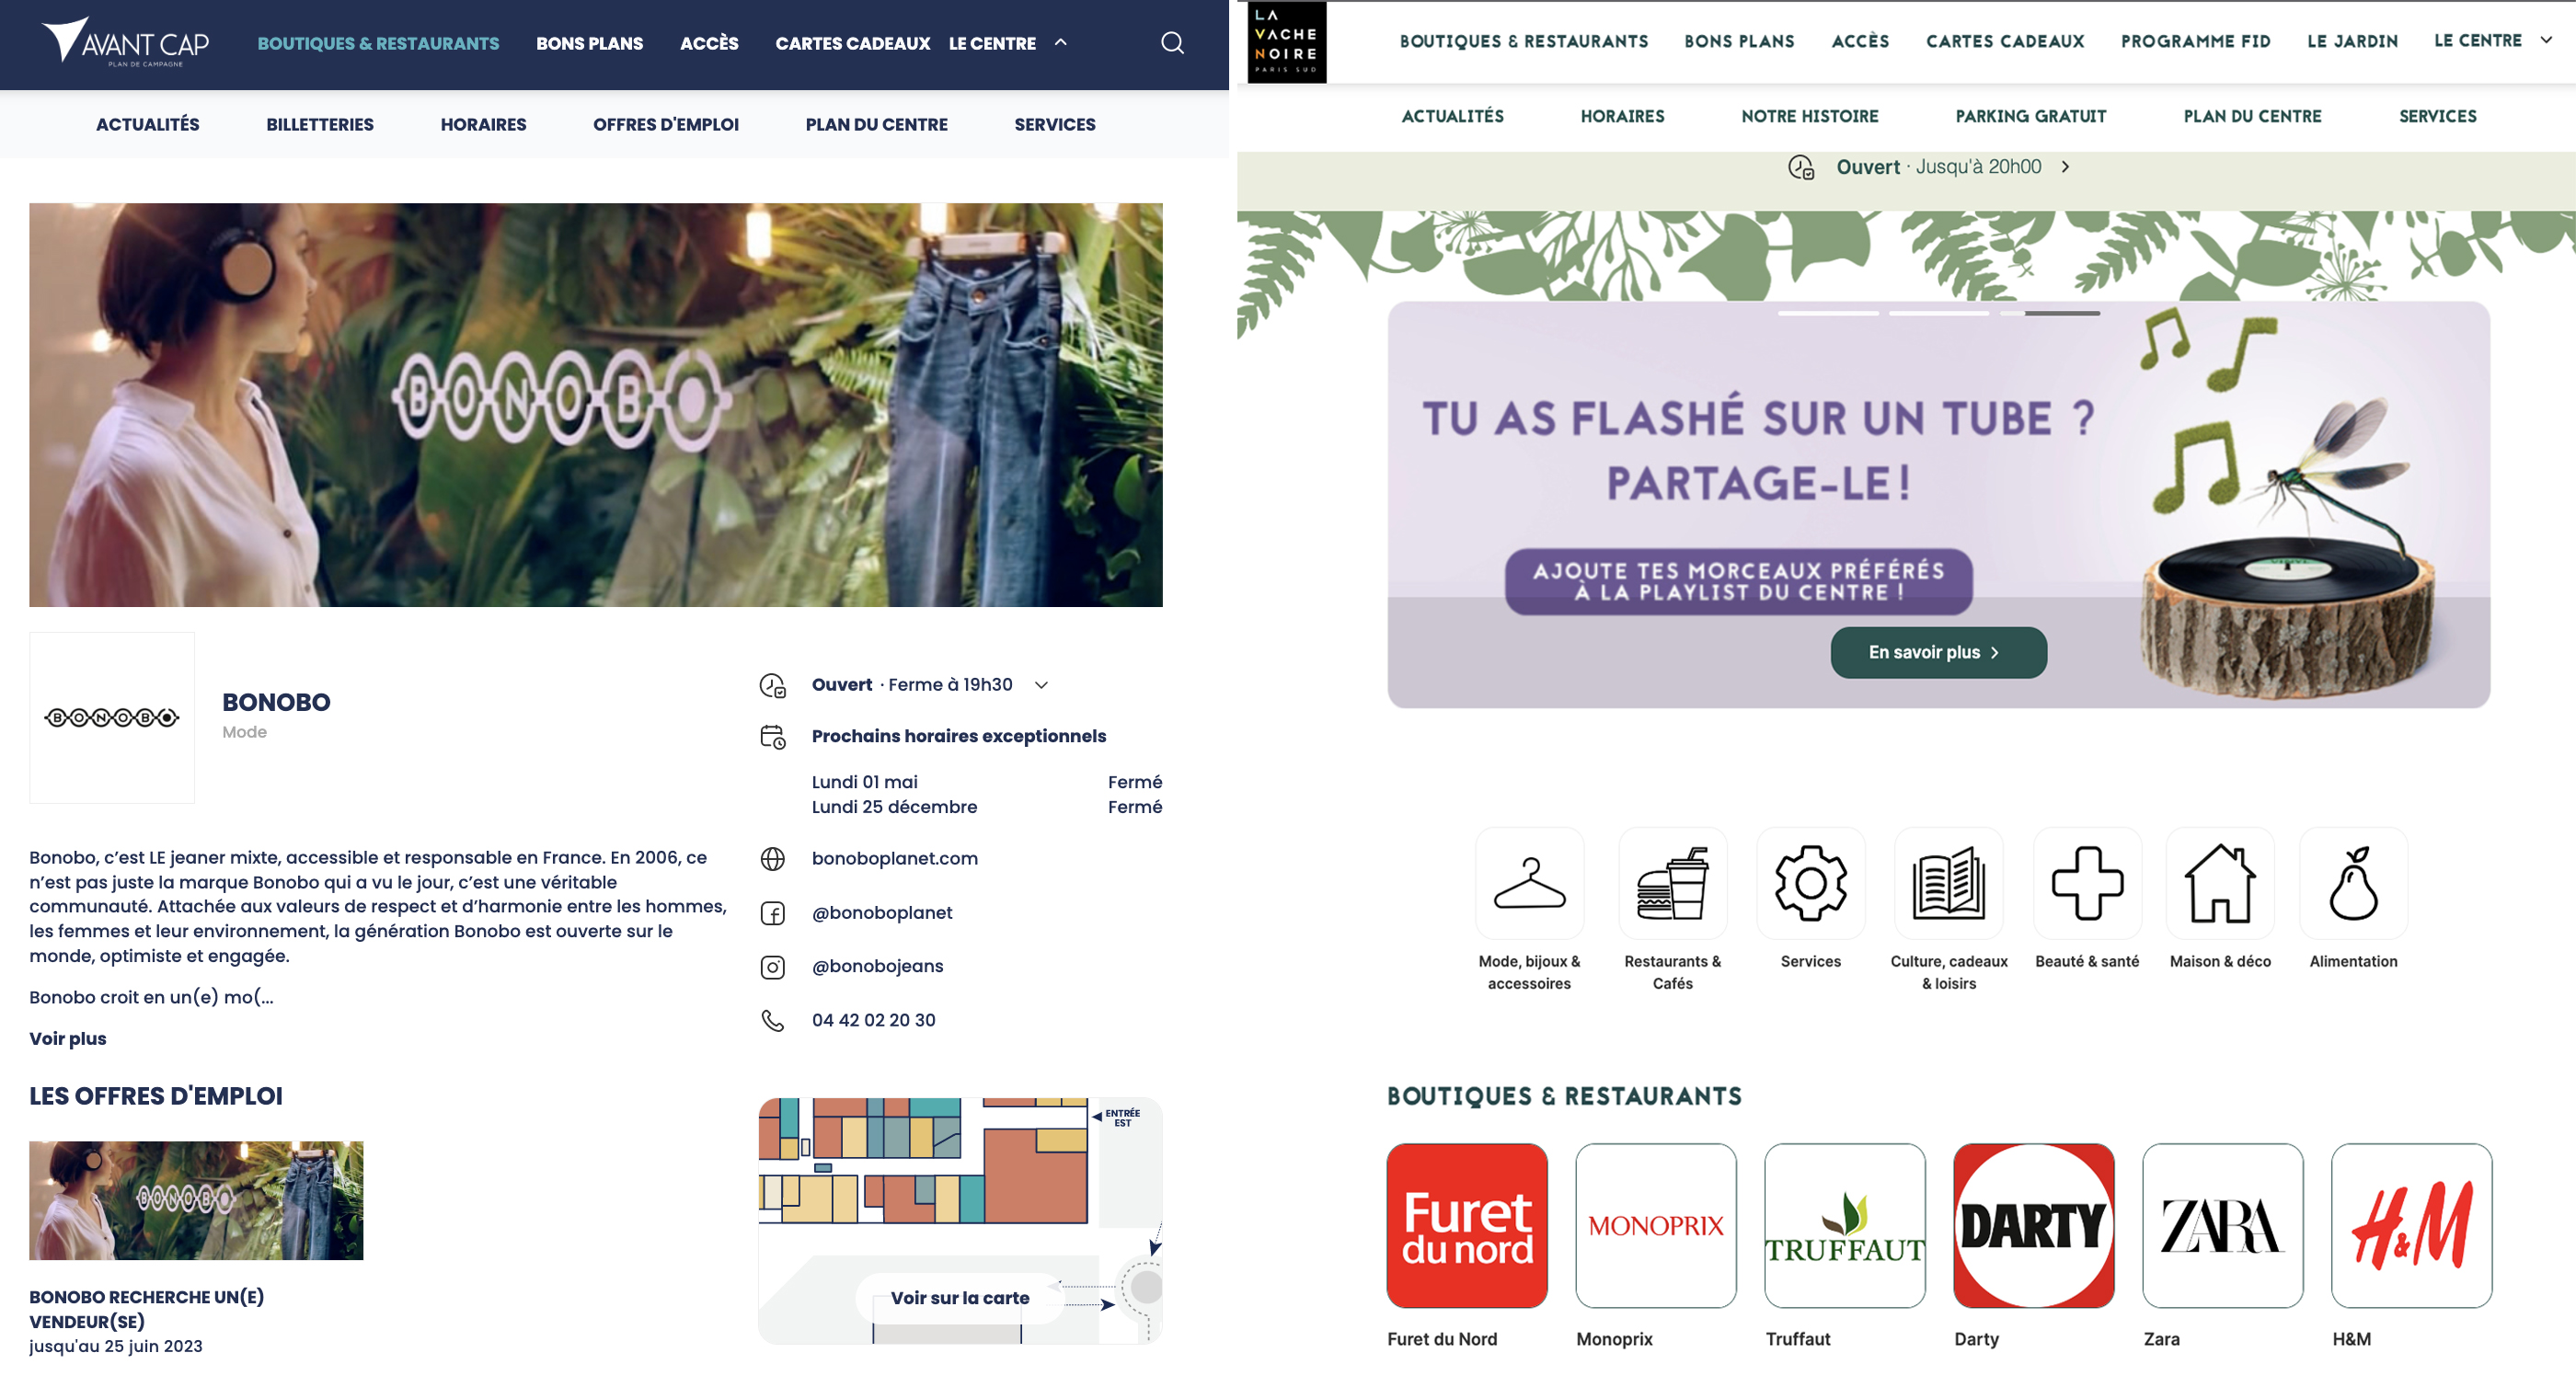 AVANT CAP
PLAN DE CAMPAGNE
BOUTIQUES & RESTAURANTS
BONS PLANS
ACCÈS
CARTES CADEAUX
LE CENTRE
ACTUALITÉS
BILLETTERIES
HORAIRES
OFFRES D'EMPLOI
PLAN DU CENTRE
SERVICES
BONOBO
BONOBO
BONOBO
Mode
Bonobo, c’est LE jeaner mixte, accessible et responsable en France. En 2006, ce
n’est pas juste la marque Bonobo qui a vu le jour, c’est une véritable
communauté. Attachée aux valeurs de respect et d’harmonie entre les hommes,
les femmes et leur environnement, la génération Bonobo est ouverte sur le
monde, optimiste et engagée.
Bonobo croit en un(e) mo(...
Voir plus
LES OFFRES D'EMPLOI
BONOBO
BONOBO RECHERCHE UN(E)
VENDEUR(SE)
jusqu'au 25 juin 2023
Ouvert · Ferme à 19h30
Prochains horaires exceptionnels
Lundi 01 mai Fermé
Lundi 25 décembre Fermé
bonoboplanet.com
@bonoboplanet
@bonobojeans
04 42 02 20 30
ENTRÉE
EST
Voir sur la carte
LA
VACHE
NOIRE
PARIS SUD
BOUTIQUES & RESTAURANTS
BONS PLANS
ACCÈS
CARTES CADEAUX
PROGRAMME FID
LE JARDIN
LE CENTRE
ACTUALITÉS
HORAIRES
NOTRE HISTOIRE
PARKING GRATUIT
PLAN DU CENTRE
SERVICES
Ouvert · Jusqu'à 20h00
TU AS FLASHÉ SUR UN TUBE ?
PARTAGE-LE !
AJOUTE TES MORCEAUX PRÉFÉRÉS
À LA PLAYLIST DU CENTRE !
En savoir plus
Mode, bijoux &
accessoires
Restaurants &
Cafés
Services
Culture, cadeaux
& loisirs
Beauté & santé
Maison & déco
Alimentation
BOUTIQUES & RESTAURANTS
Furet
du nord
MONOPRIX
TRUFFAUT
DARTY
ZARA
H&M
Furet du Nord
Monoprix
Truffaut
Darty
Zara
H&M